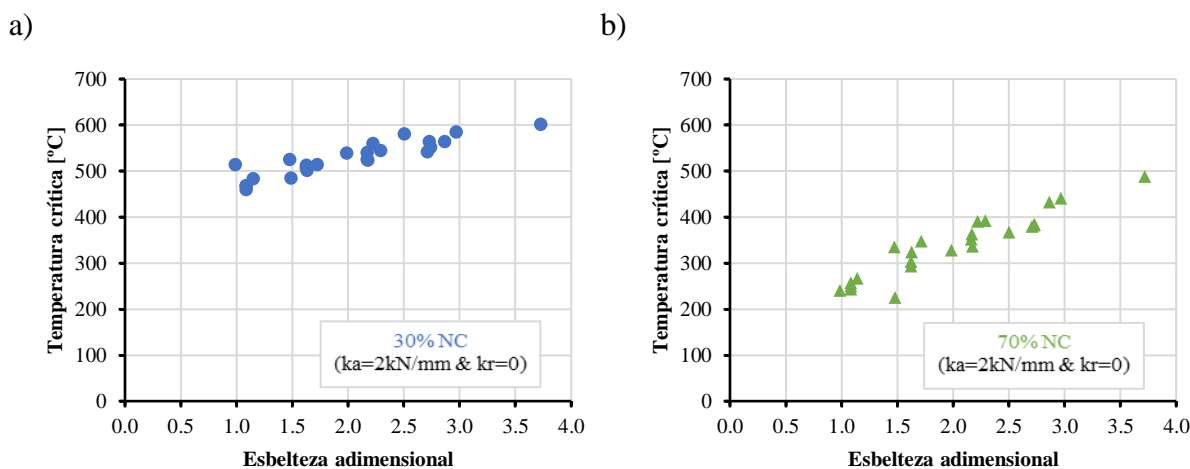 a)
b)
700
600
500
400
300
200
100
0
Temperatura crítica [ºC]
0.0 0.5 1.0 1.5 2.0 2.5 3.0 3.5 4.0
Esbelteza adimensional
30% NC
(ka=2kN/mm & kr=0)
700
600
500
400
300
200
100
0
Temperatura crítica [ºC]
0.0 0.5 1.0 1.5 2.0 2.5 3.0 3.5 4.0
Esbelteza adimensional
70% NC
(ka=2kN/mm & kr=0)